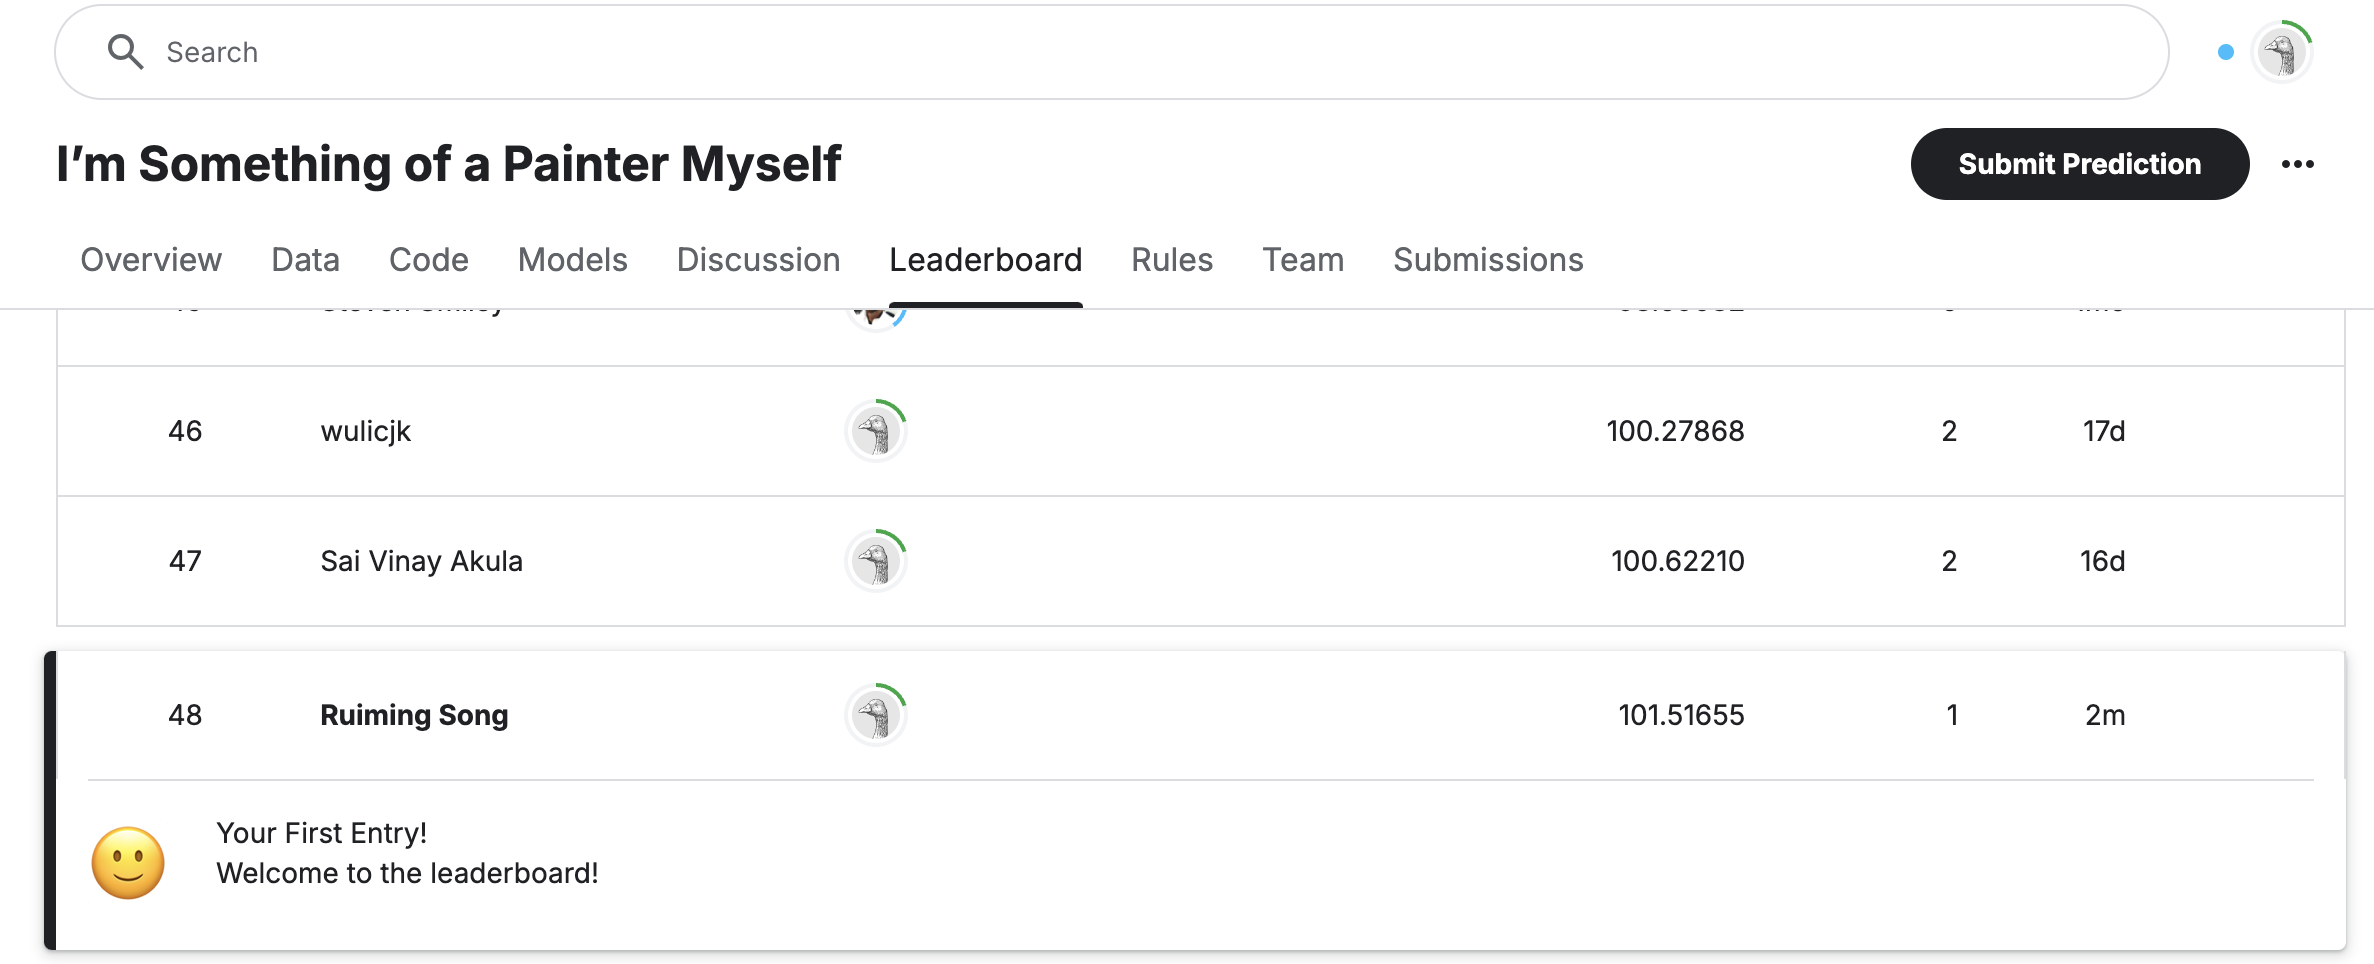 Search
I’m Something of a Painter Myself
Submit Prediction
Overview Data Code Models Discussion Leaderboard Rules Team Submissions
46 wulicjk 100.27868 2 17d
47 Sai Vinay Akula 100.62210 2 16d
48 Ruiming Song 101.51655 1 2m
Your First Entry!
Welcome to the leaderboard!